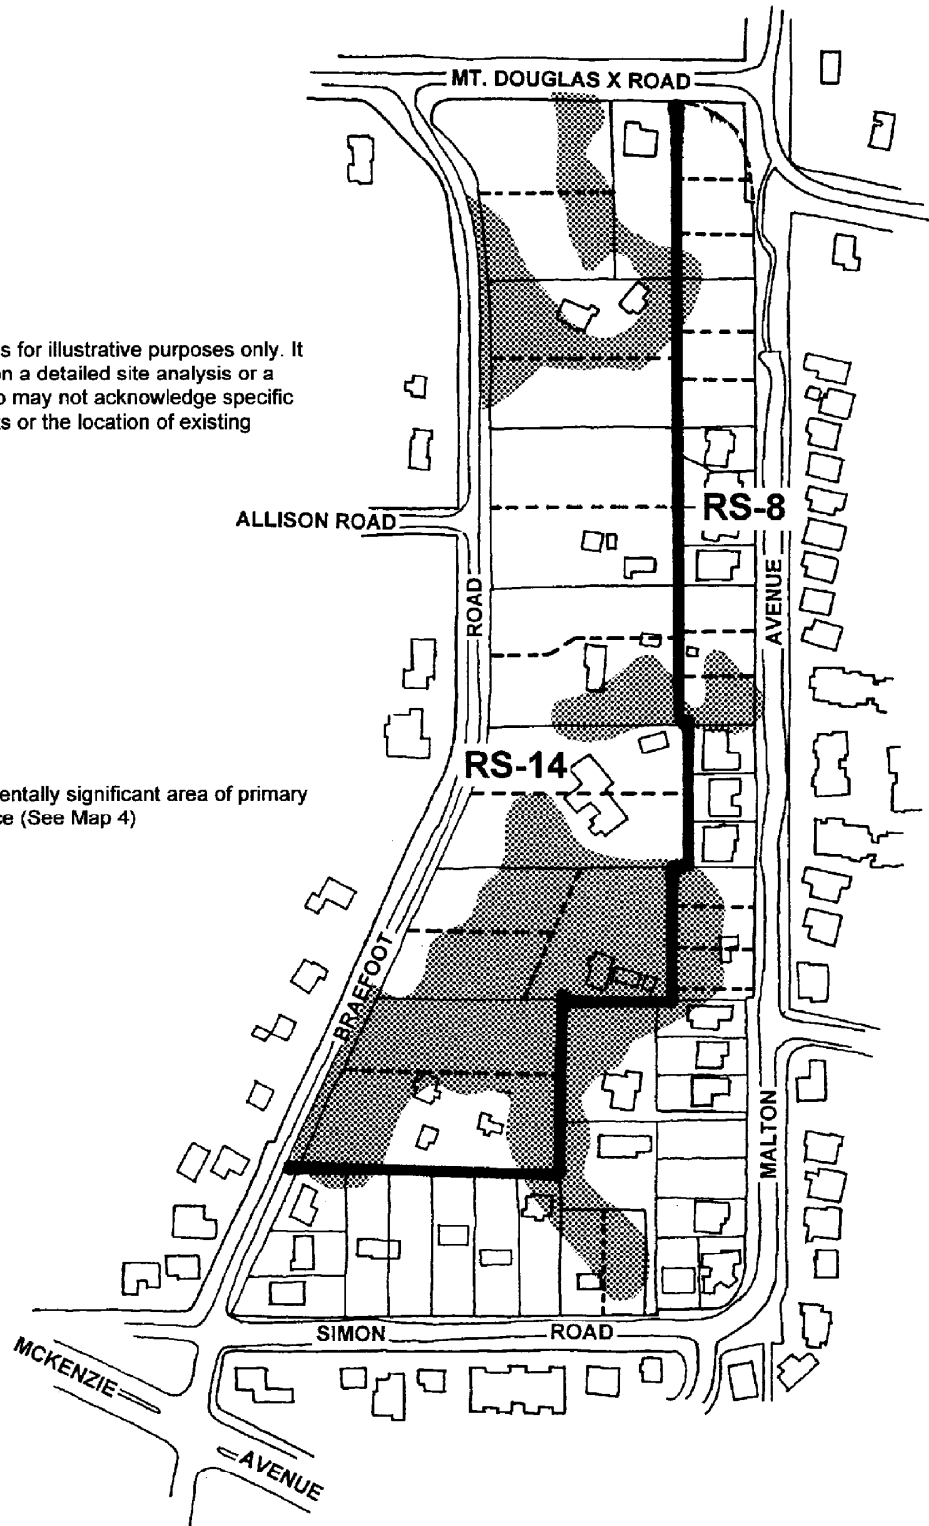 MT. DOUGLAS X ROAD
s for illustrative purposes only. It
on a detailed site analysis or a
o may not acknowledge specific
s or the location of existing
RS-8
ALLISON ROAD
AVENUE
ROAD
RS-14
entally significant area of primary
ce (See Map 4)
BRAEFOOT
MALTON
SIMON ROAD
MCKENZIE
AVENUE